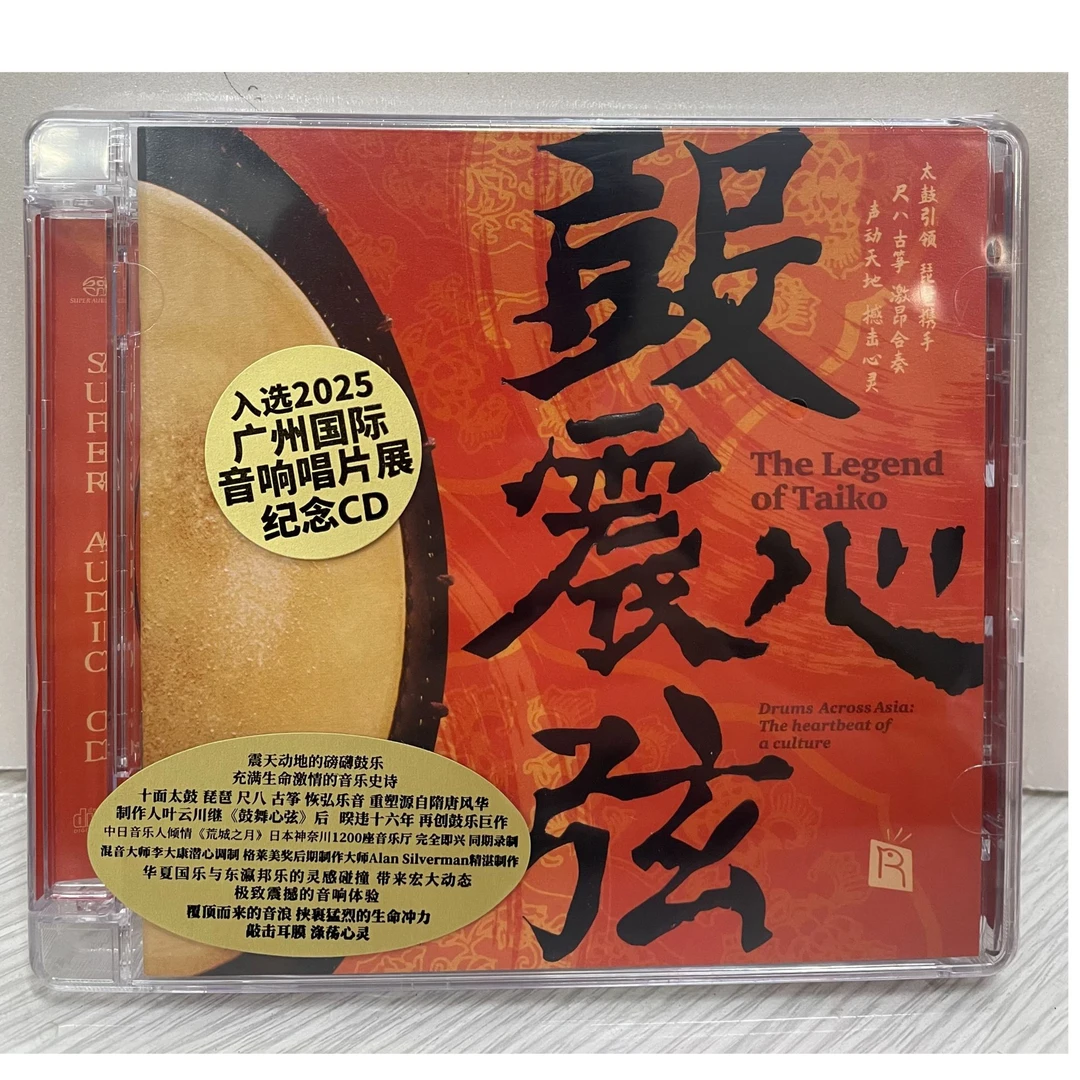 鼓震心弦
太鼓引领 琵琶携手
尺八古筝 激昂合奏
声动天地 撼击心灵
The Legend
of Taiko
Drums Across Asia:
The heartbeat of
a culture
R
入选2025
广州国际
音响唱片展
纪念CD
震天动地的磅礴鼓乐
充满生命激情的音乐史诗
十面太鼓 琵琶 尺八 古筝 恢弘乐音 重塑源自隋唐风华
制作人叶云川继《鼓舞心弦》后 暌违十六年 再创鼓乐巨作
中日音乐人倾情《荒城之月》日本神奈川1200座音乐厅 完全即兴 同期录制
混音大师李大康潜心调制 格莱美奖后期制作大师Alan Silverman精湛制作
华夏国乐与东瀛邦乐的灵感碰撞 带来宏大动态
极致震撼的音响体验
覆顶而来的音浪 挟裹猛烈的生命冲力
敲击耳膜 涤荡心灵
SUPER AUDIO CD